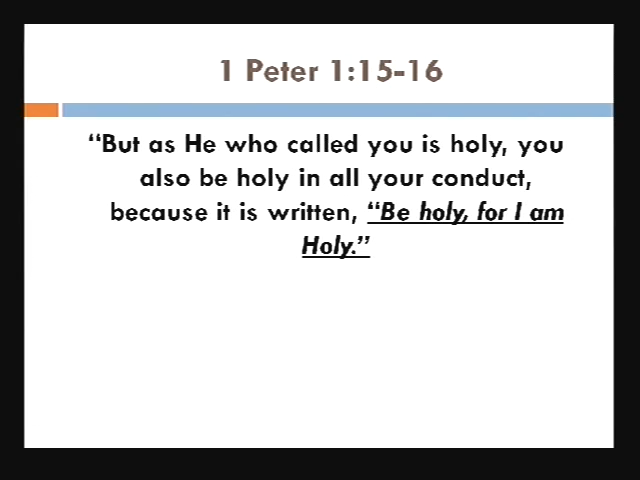 1 Peter 1:15-16
“But as He who called you is holy, you
also be holy in all your conduct,
because it is written, “Be holy, for I am
Holy.”